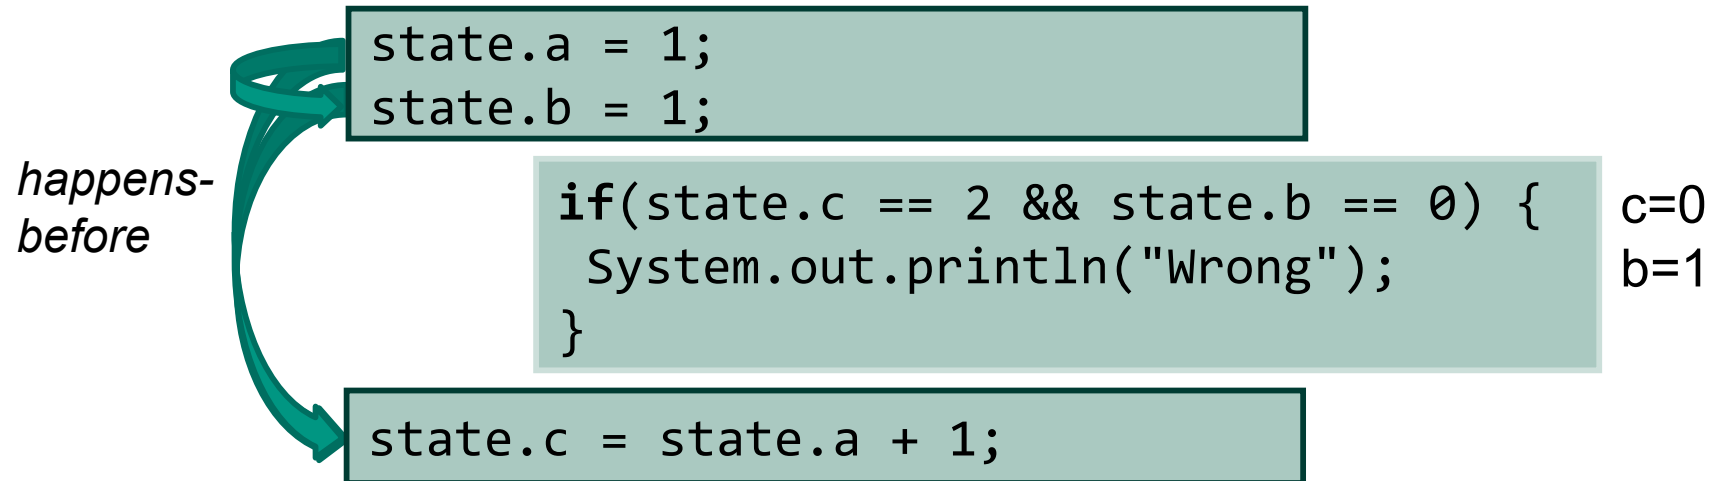 state.a = 1;
state.b = 1;
happens-
before
if(state.c == 2 && state.b == 0) {
System.out.println("Wrong");
}
c=0
b=1
state.c = state.a + 1;